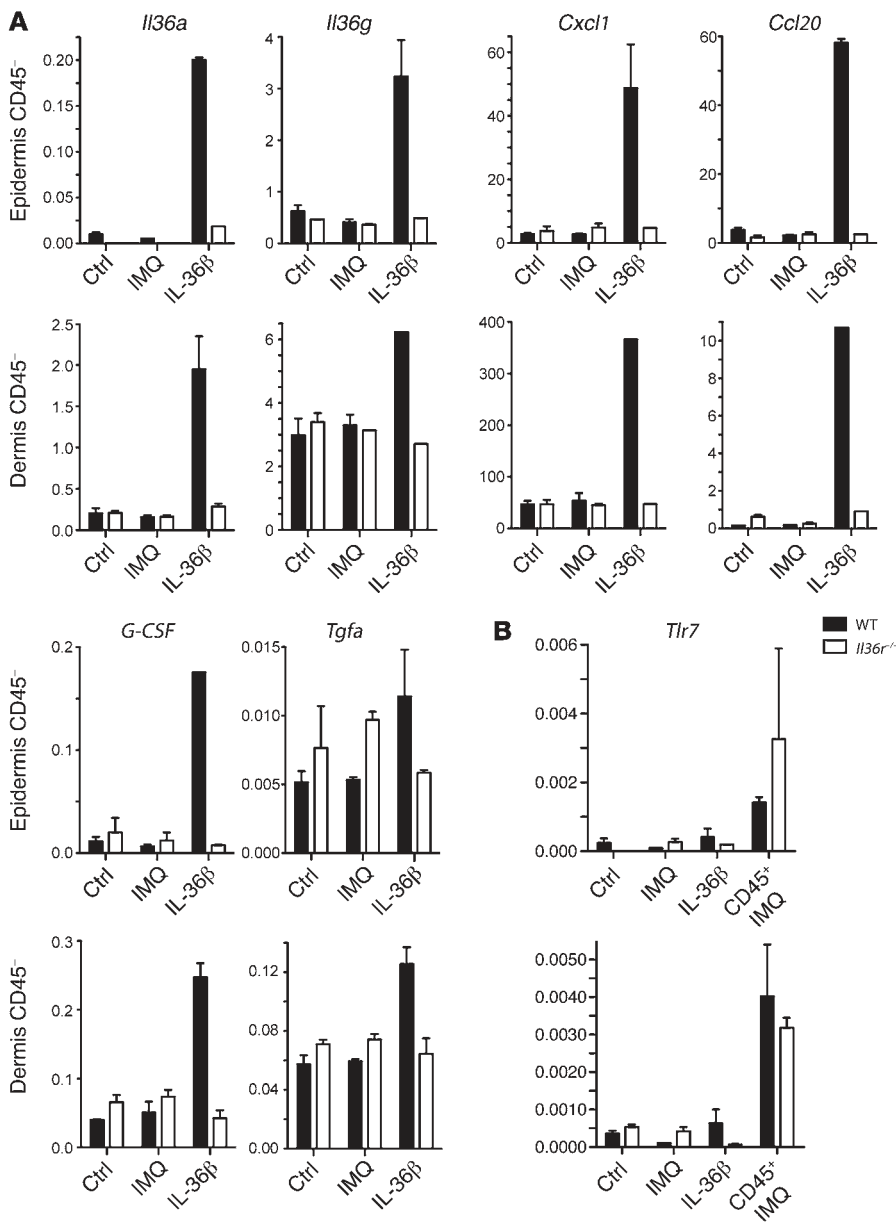 A
Il36a Il36g Cxcl1 Ccl20
Epidermis CD45⁻
0.20 0.15 0.10 0.05 0.00
Ctrl IMQ IL-36β
4 3 2 1 0
Ctrl IMQ IL-36β
60 40 20 0
Ctrl IMQ IL-36β
60 40 20 0
Ctrl IMQ IL-36β
Dermis CD45⁻
2.5 2.0 1.5 1.0 0.5 0.0
Ctrl IMQ IL-36β
6 4 3 2 0
Ctrl IMQ IL-36β
400 300 200 100 50 0
Ctrl IMQ IL-36β
10 8 6 4 2 1 0
Ctrl IMQ IL-36β
G-CSF Tgfa
Epidermis CD45⁻
0.2 0.1 0.0
Ctrl IMQ IL-36β
0.015 0.010 0.005 0.000
Ctrl IMQ IL-36β
Dermis CD45⁻
0.3 0.2 0.1 0.0
Ctrl IMQ IL-36β
0.12 0.08 0.06 0.04 0.00
Ctrl IMQ IL-36β
B
Tlr7
WT
Il36r⁻/⁻
0.006 0.004 0.002 0.000
Ctrl IMQ IL-36β CD45⁺ IMQ
0.0050 0.0040 0.0030 0.0010 0.0000
Ctrl IMQ IL-36β CD45⁺ IMQ